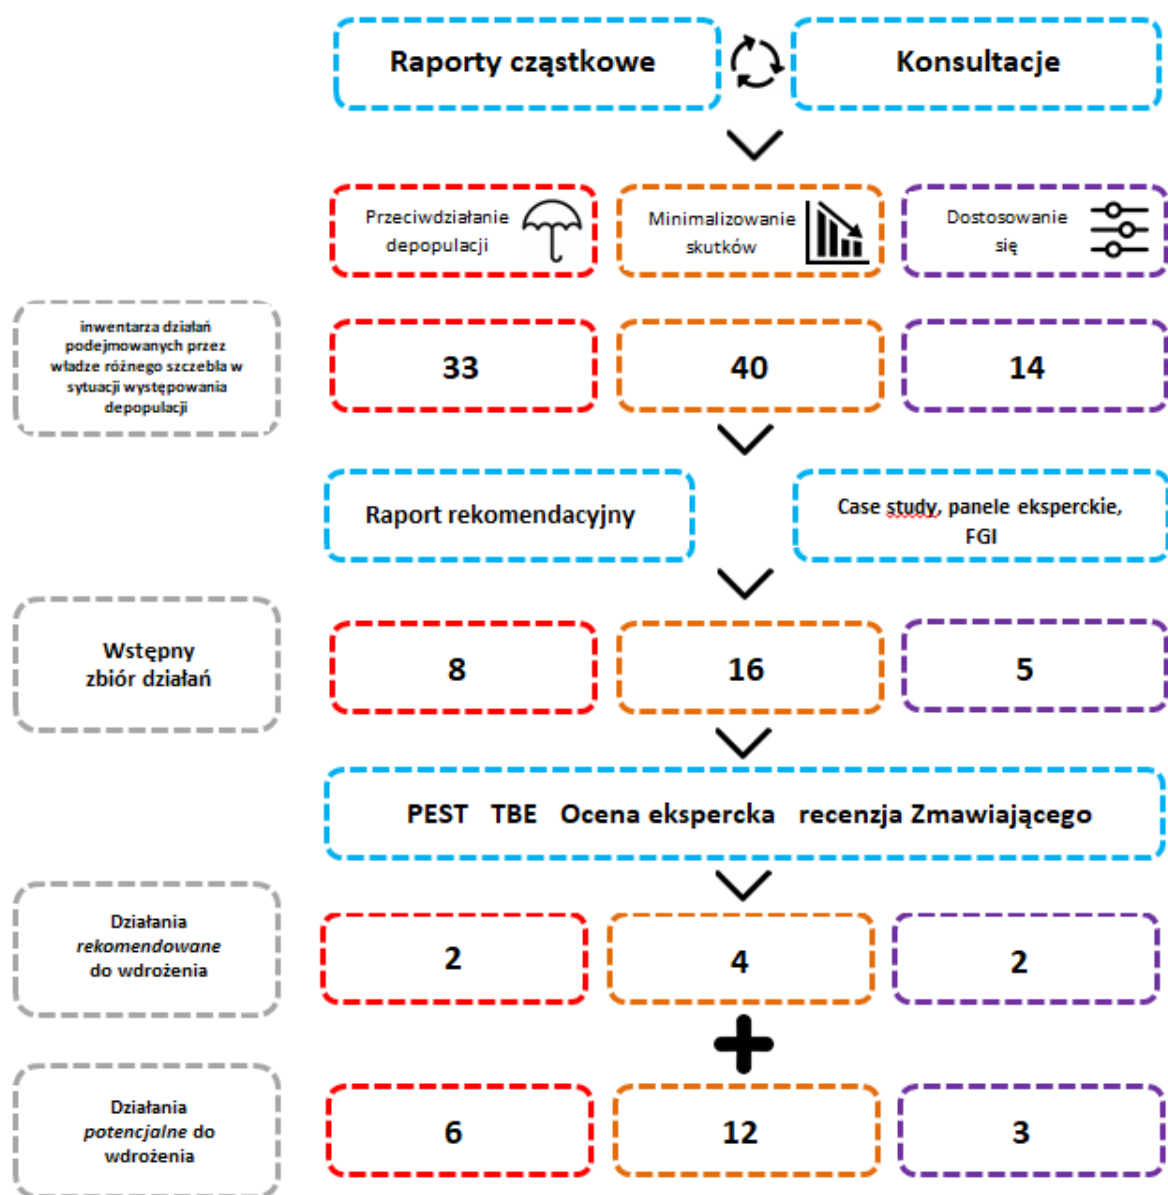 Raporty cząstkowe
Konsultacje
Przeciwdziałanie
depopulacji
Minimalizowanie
skutków
Dostosowanie
się
inwentarza działań
podejmowanych przez
władze różnego szczebla w
sytuacji występowania
depopulacji
33
40
14
Raport rekomendacyjny
Case study, panele eksperckie,
FGI
Wstępny
zbiór działań
8
16
5
PEST TBE Ocena ekspercka recenzja Zmawiającego
Działania
rekomendowane
do wdrożenia
2
4
2
Działania
potencjalne do
wdrożenia
6
12
3